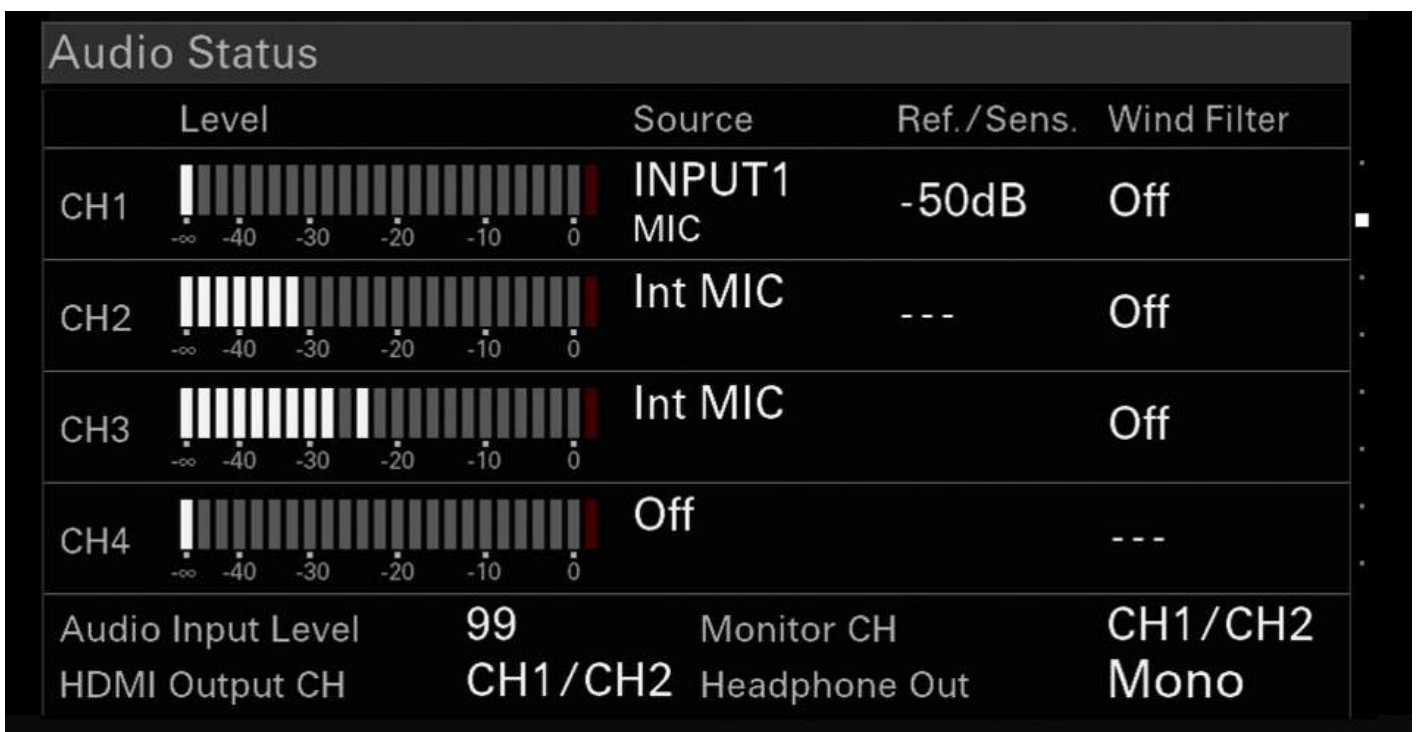 Audio Status
Level Source Ref./Sens. Wind Filter
CH1 INPUT1 -50dB Off
MIC
-∞ -40 -30 -20 -10 0
CH2 Int MIC --- Off
-∞ -40 -30 -20 -10 0
CH3 Int MIC Off
-∞ -40 -30 -20 -10 0
CH4 Off ---
-∞ -40 -30 -20 -10 0
Audio Input Level 99 Monitor CH CH1/CH2
HDMI Output CH CH1/CH2 Headphone Out Mono